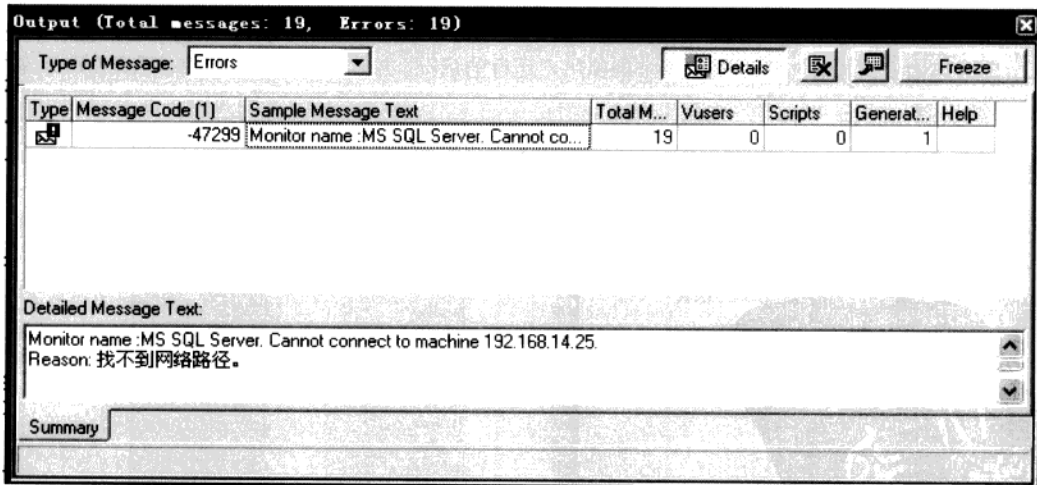 Output (Total messages: 19, Errors: 19)
Type of Message: Errors Details Freeze
Type Message Code (1) Sample Message Text Total M... Vusers Scripts Generat... Help
-47299 Monitor name :MS SQL Server. Cannot co... 19 0 0 1
Detailed Message Text:
Monitor name :MS SQL Server. Cannot connect to machine 192.168.14.25.
Reason: 找不到网络路径。
Summary